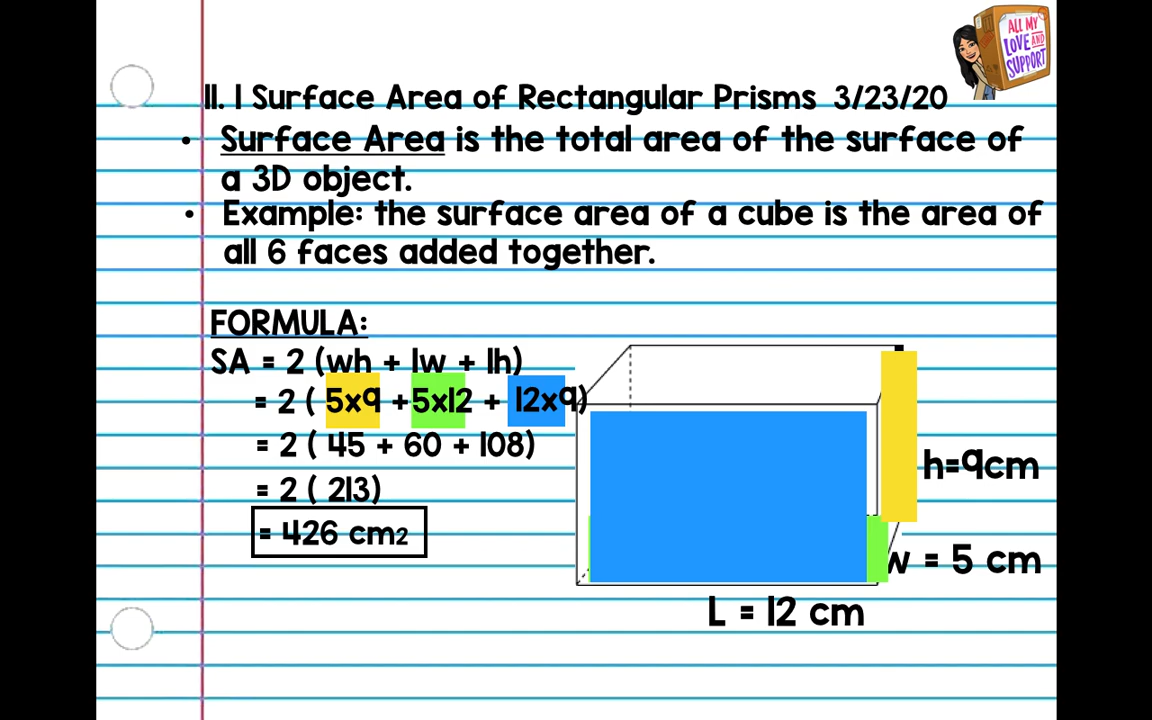 11. 1 Surface Area of Rectangular Prisms 3/23/20
• Surface Area is the total area of the surface of
a 3D object.
• Example: the surface area of a cube is the area of
all 6 faces added together.
FORMULA:
SA = 2 (wh + lw + lh)
= 2 ( 5x9 +5x12 + 12x9)
= 2 ( 45 + 60 + 108)
= 2 ( 213)
= 426 cm2
h=9cm
w = 5 cm
L = 12 cm
ALL MY
LOVE AND
SUPPORT